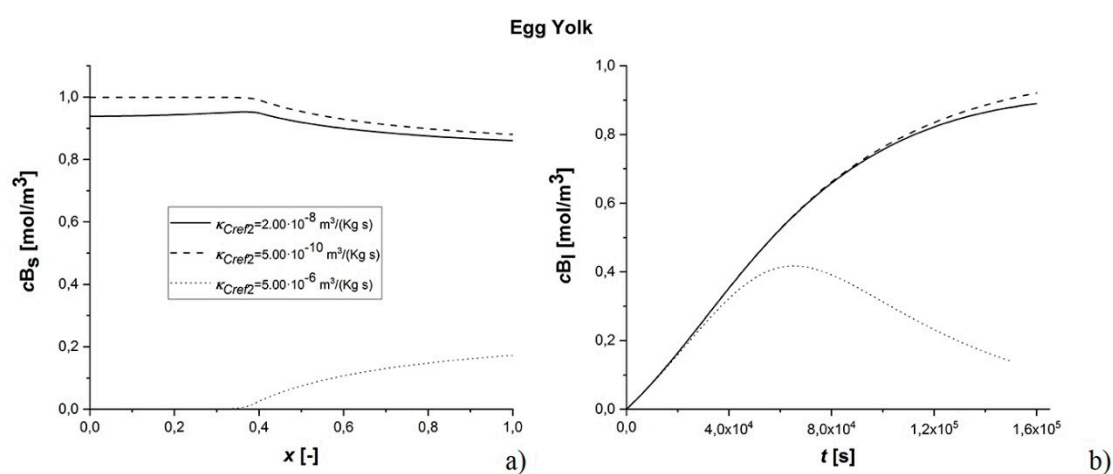 Egg Yolk
1,0
0,8
0,6
0,4
0,2
0,0
cBs [mol/m³]
κCref2=2.00·10⁻⁸ m³/(Kg s)
κCref2=5.00·10⁻¹⁰ m³/(Kg s)
κCref2=5.00·10⁻⁶ m³/(Kg s)
0,0 0,2 0,4 0,6 0,8 1,0
x [-]
a)
1,0
0,8
0,6
0,4
0,2
0,0
cBl [mol/m³]
0,0 4,0x10⁴ 8,0x10⁴ 1,2x10⁵ 1,6x10⁵
t [s]
b)